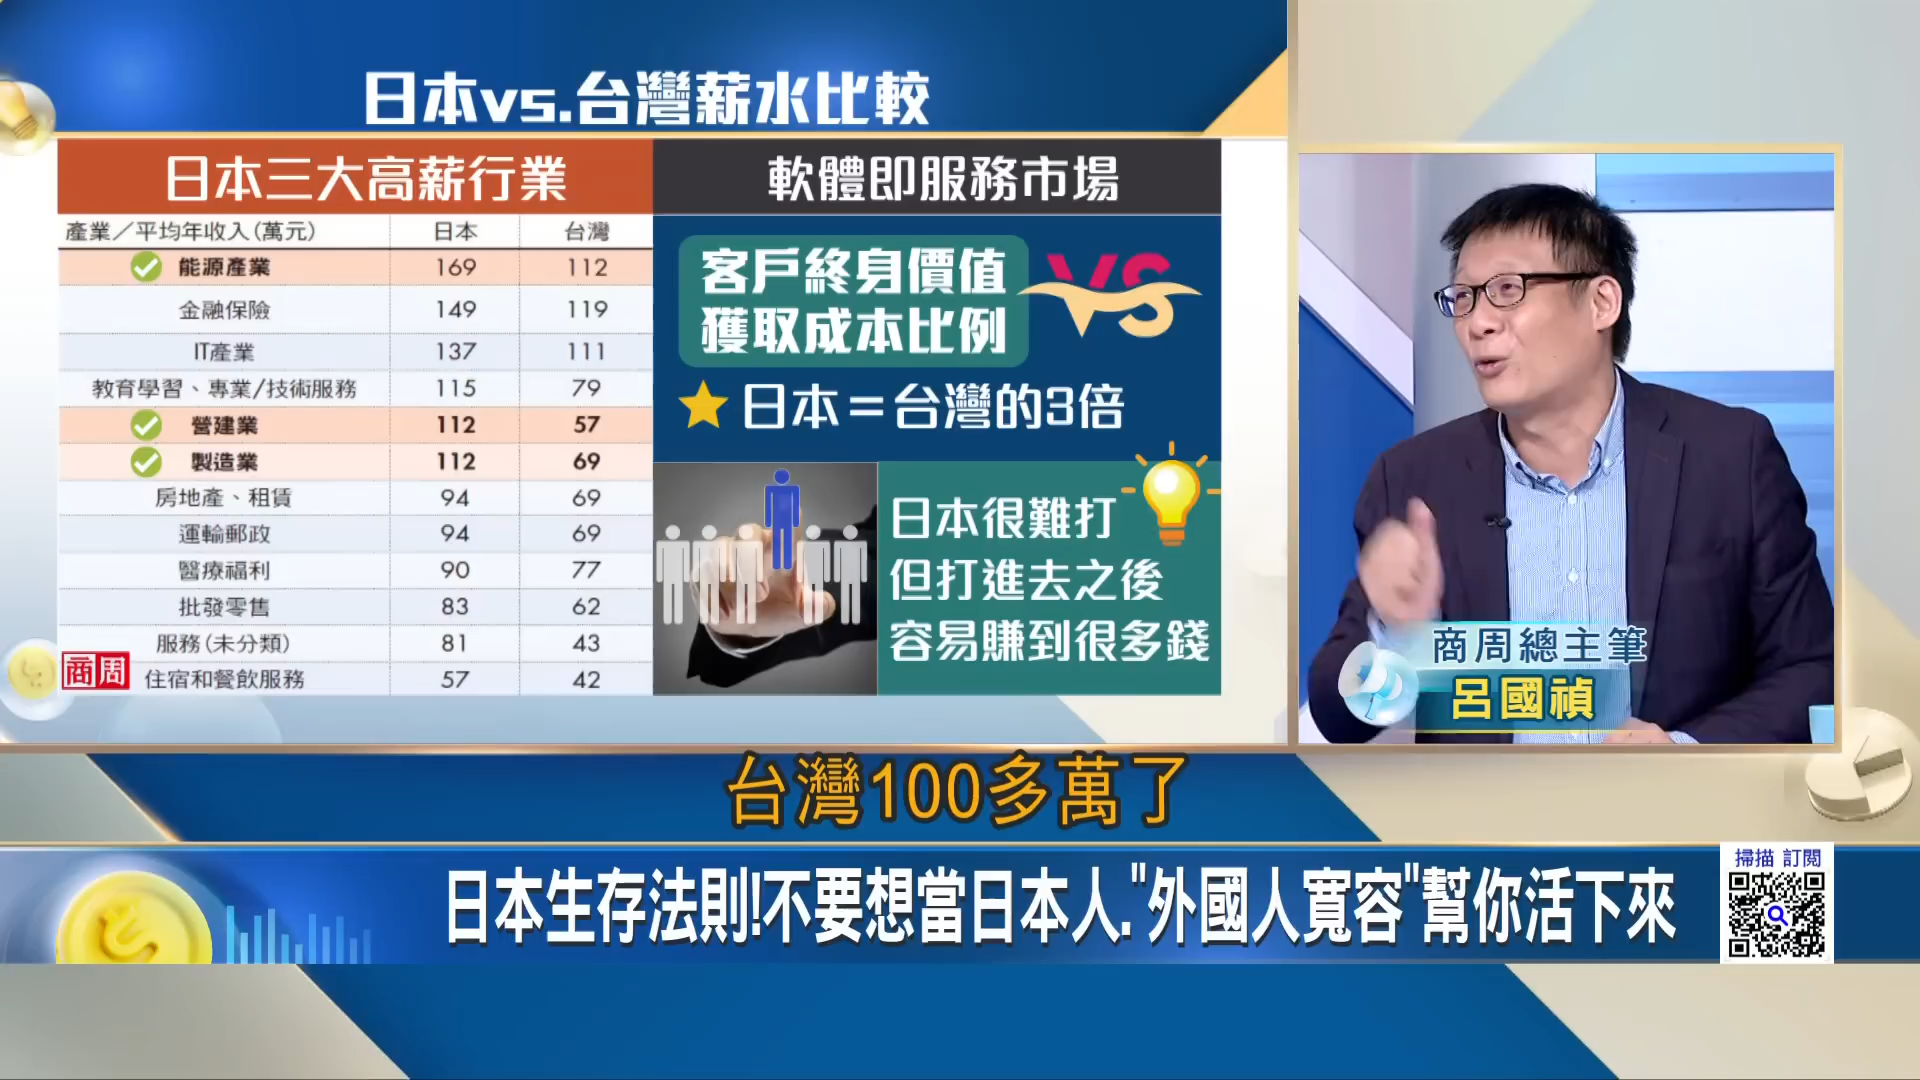 日本vs.台灣薪水比較
日本三大高薪行業
產業／平均年收入(萬元) 日本 台灣
能源產業 169 112
金融保險 149 119
IT產業 137 111
教育學習、專業/技術服務 115 79
營建業 112 57
製造業 112 69
房地產、租賃 94 69
運輸郵政 94 69
醫療福利 90 77
批發零售 83 62
服務(未分類) 81 43
住宿和餐飲服務 57 42
商周
軟體即服務市場
客戶終身價值
獲取成本比例
VS
日本＝台灣的3倍
日本很難打
但打進去之後
容易賺到很多錢
商周總主筆
呂國禎
台灣100多萬了
日本生存法則!不要想當日本人."外國人寬容"幫你活下來
掃描 訂閱